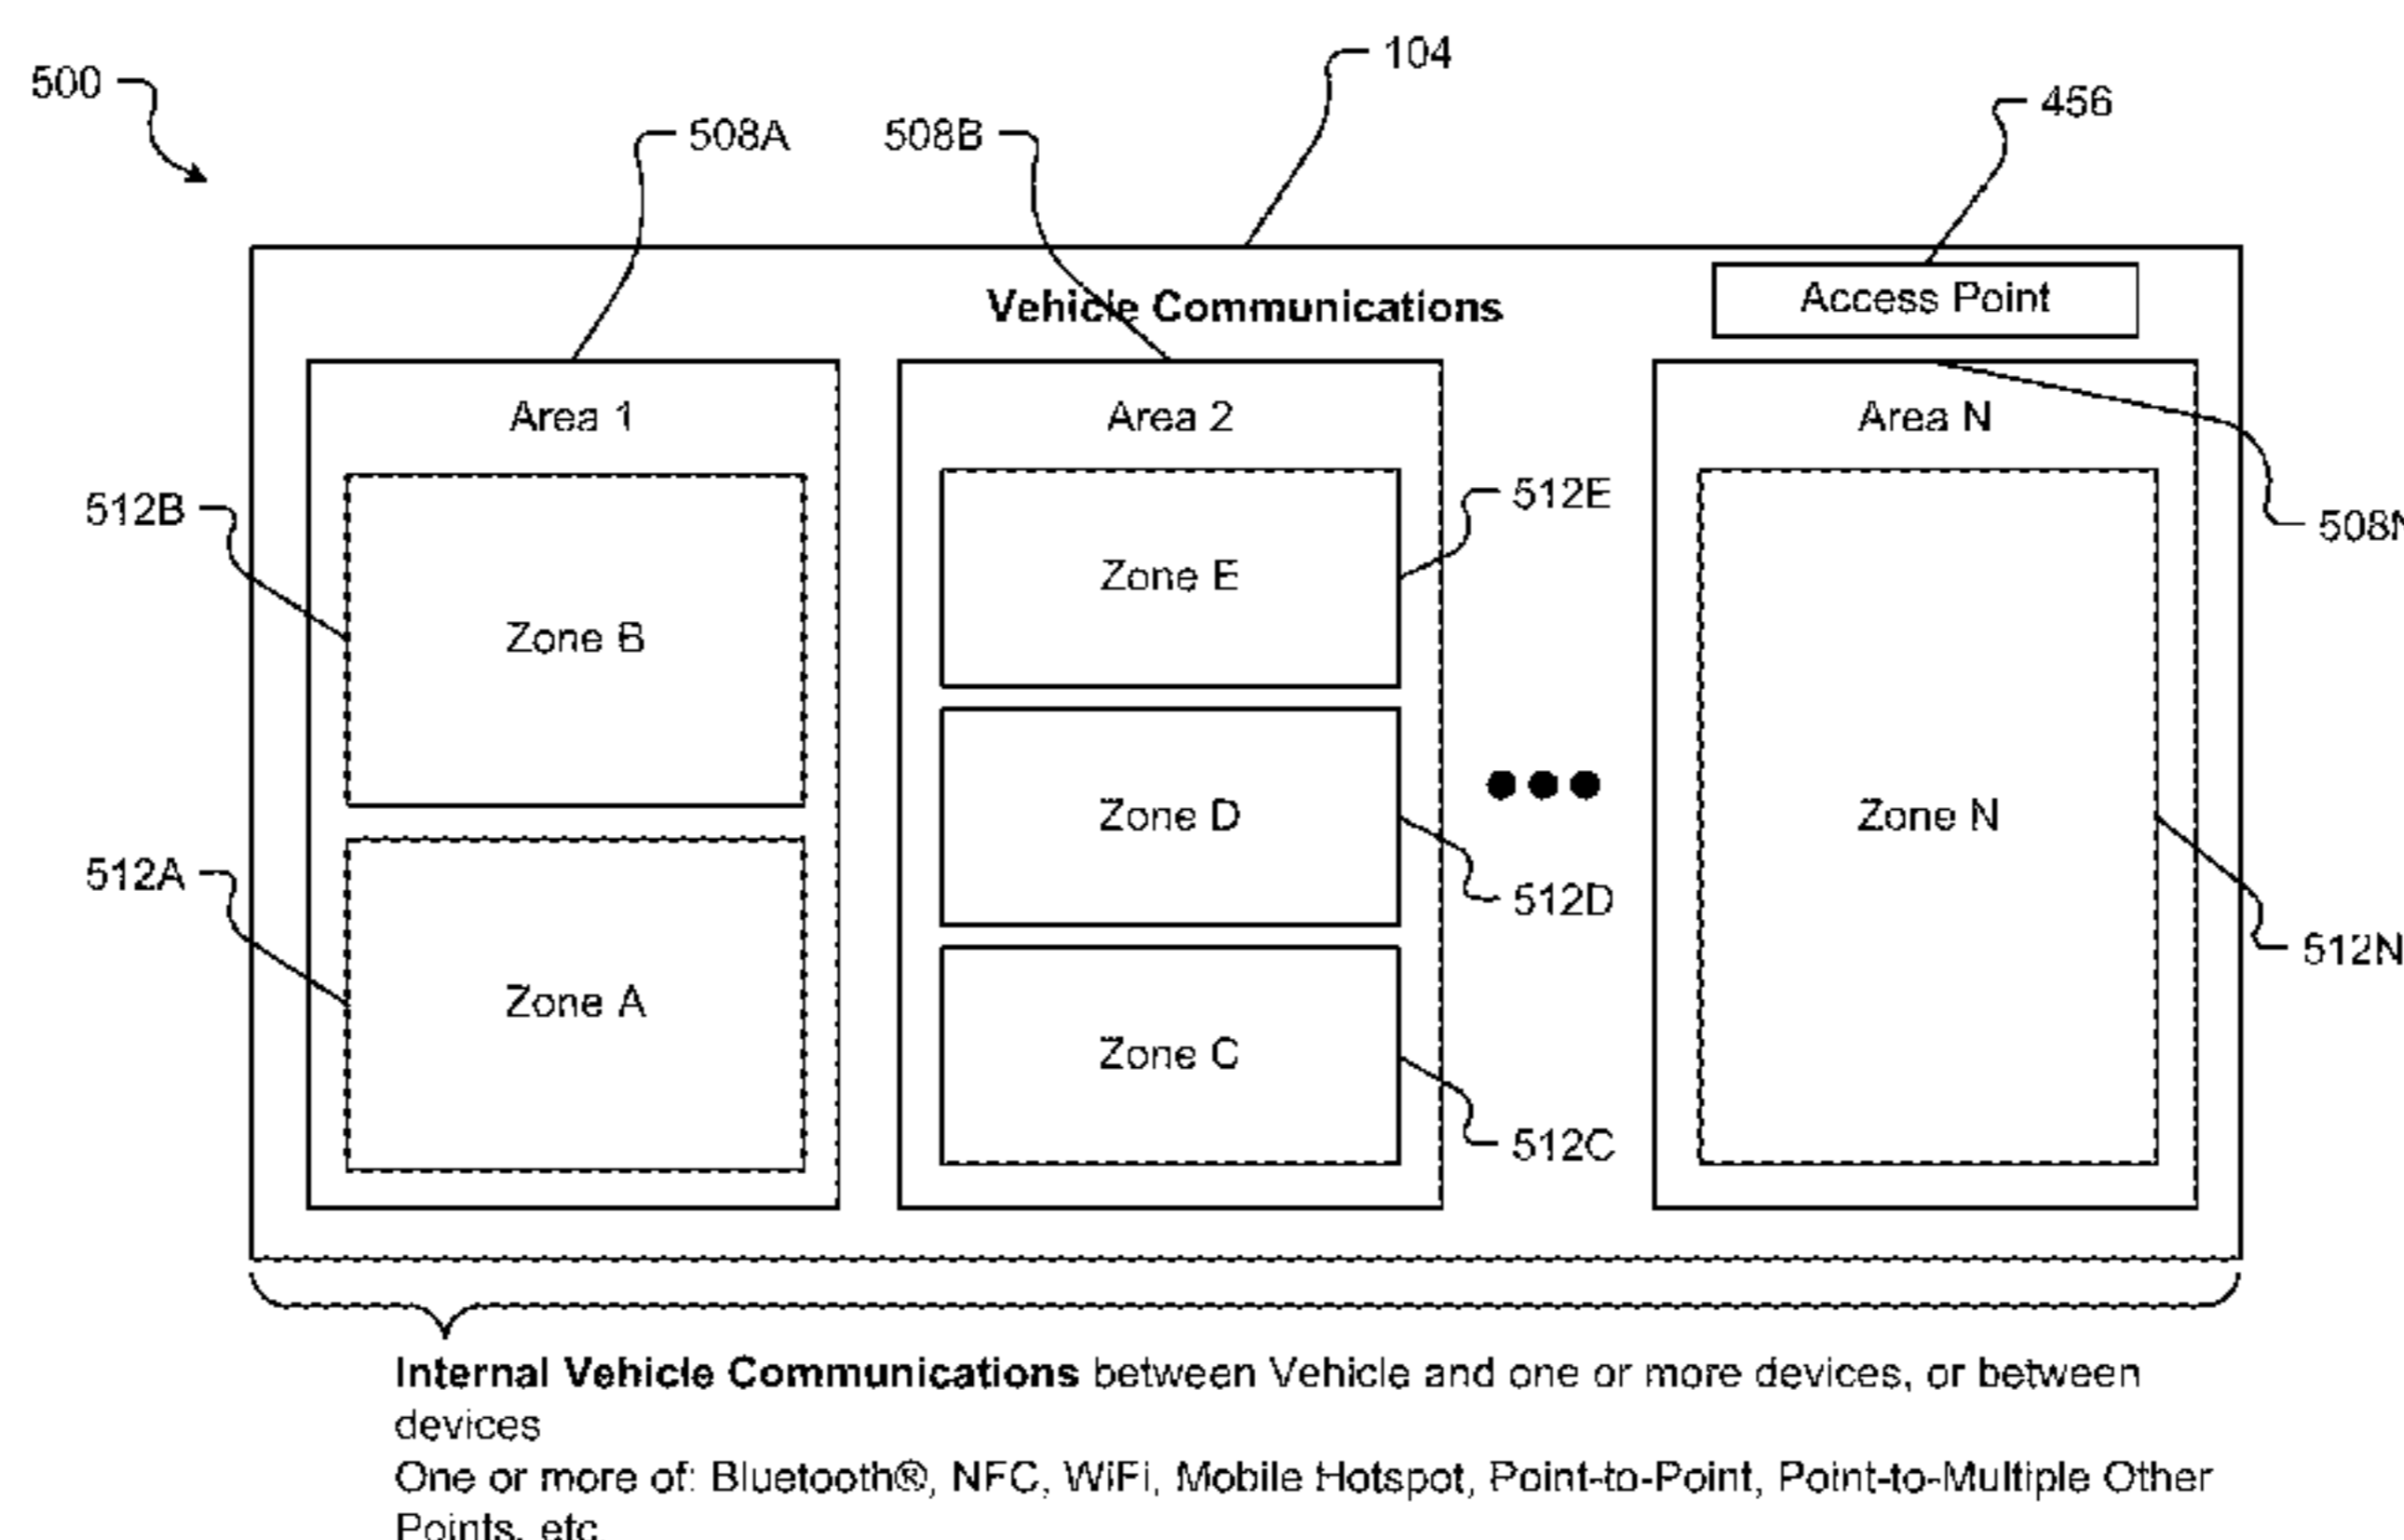 104
500
456
508A
508B
Vehicle Communications
Access Point
Area 1
Area 2
Area N
512B
512E
508N
Zone E
Zone B
Zone D
Zone N
512A
512D
512N
Zone A
Zone C
512C
Internal Vehicle Communications between Vehicle and one or more devices, or between
devices
One or more of: Bluetooth®, NFC, WiFi, Mobile Hotspot, Point-to-Point, Point-to-Multiple Other
Points, etc.